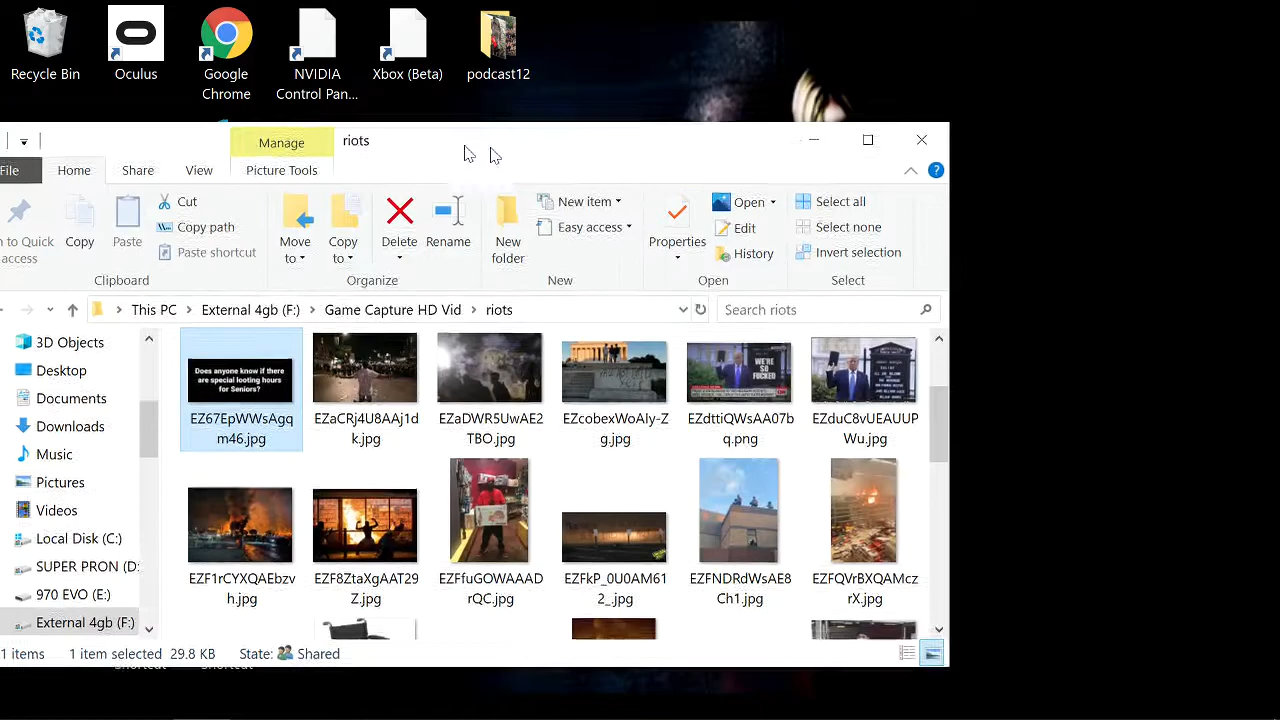 Recycle Bin
Oculus
Google
Chrome
NVIDIA
Control Pan...
Xbox (Beta)
podcast12
Manage
riots
File
Home
Share
View
Picture Tools
n to Quick
access
Copy
Paste
Cut
Copy path
Paste shortcut
Clipboard
Move
to
Copy
to
Delete
Rename
Organize
New
folder
New item
Easy access
New
Properties
Open
Edit
History
Open
Select all
Select none
Invert selection
Select
This PC > External 4gb (F:) > Game Capture HD Vid > riots
Search riots
3D Objects
Desktop
Documents
Downloads
Music
Pictures
Videos
Local Disk (C:)
SUPER PRON (D:
970 EVO (E:)
External 4gb (F:)
Does anyone know if
there are special looting hours
for Seniors?
WE'RE
SO
FUCKED
EZ67EpWWsAgq
m46.jpg
EZaCRj4U8AAj1d
k.jpg
EZaDWR5UwAE2
TBO.jpg
EZcobexWoAIy-Z
g.jpg
EZdttiQWsAA07b
q.png
EZduC8vUEAUUP
Wu.jpg
EZF1rCYXQAEbzv
h.jpg
EZF8ZtaXgAAT29
Z.jpg
EZFfuGOWAAAD
rQC.jpg
EZFkP_0U0AM61
2_.jpg
EZFNDRdWsAE8
Ch1.jpg
EZFQVrBXQAMcz
rX.jpg
1 items
1 item selected
29.8 KB
tate:
Shared